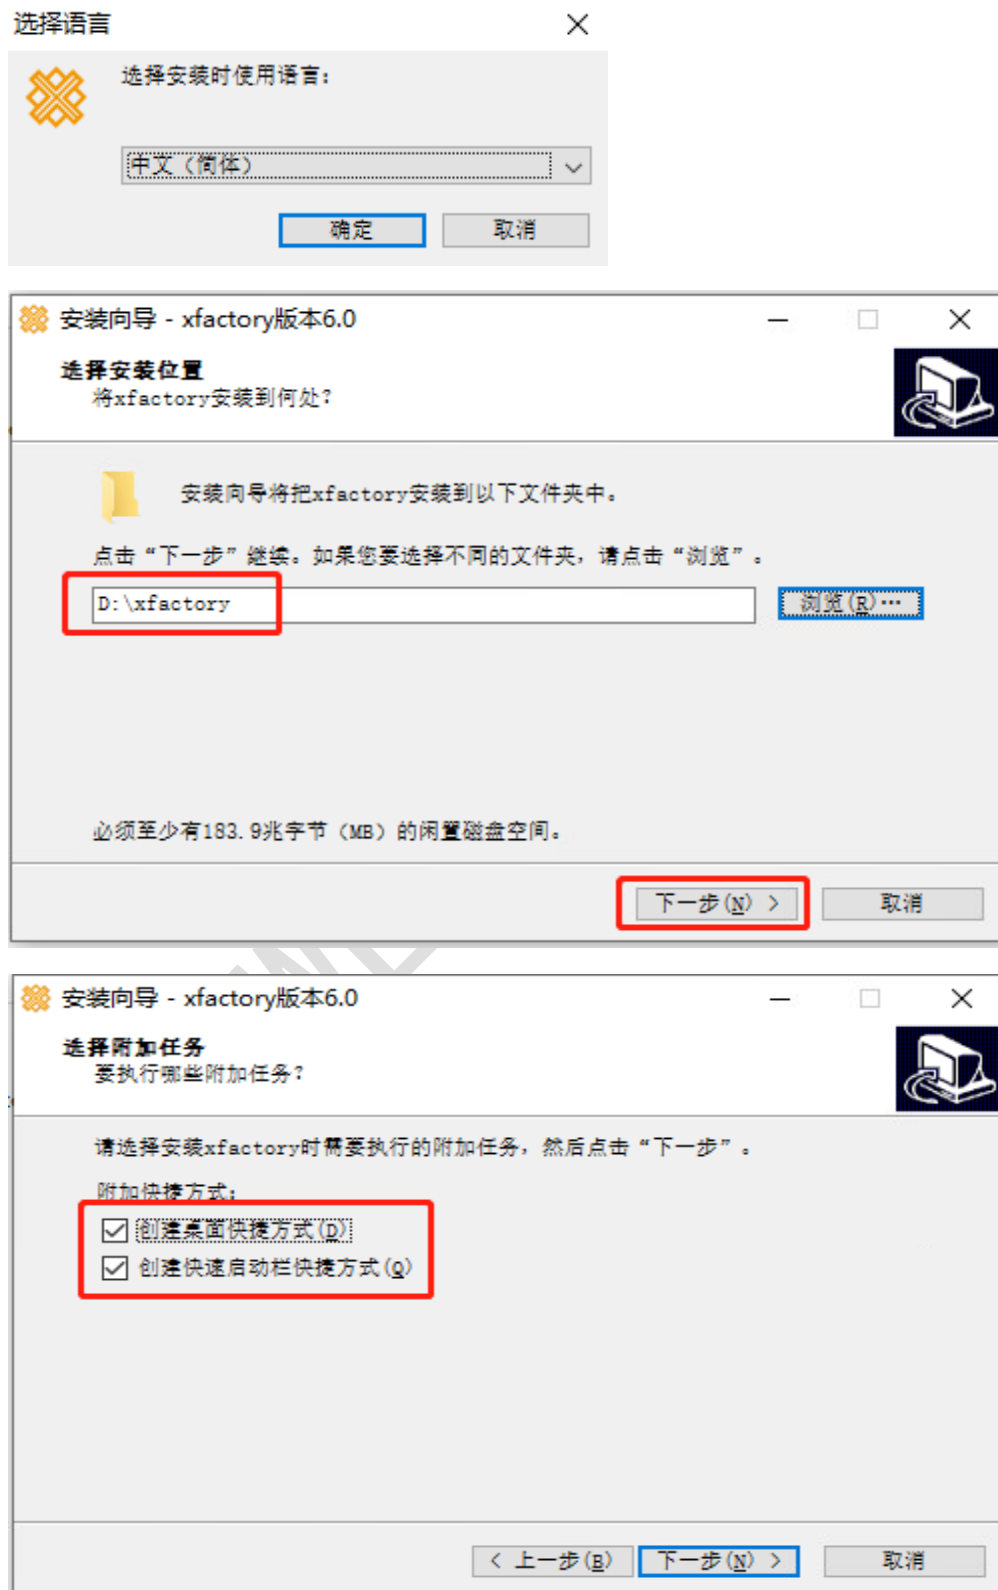 选择语言
选择安装时使用语言:
中文（简体）
确定 取消
安装向导 - xfactory版本6.0
选择安装位置
将xfactory安装到何处?
安装向导将把xfactory安装到以下文件夹中。
点击“下一步”继续。如果您要选择不同的文件夹，请点击“浏览”。
D:\xfactory 浏览(R)…
必须至少有183.9兆字节（MB）的闲置磁盘空间。
下一步(N) > 取消
安装向导 - xfactory版本6.0
选择附加任务
要执行哪些附加任务?
请选择安装xfactory时需要执行的附加任务，然后点击“下一步”。
附加快捷方式:
创建桌面快捷方式(D)
创建快速启动栏快捷方式(Q)
< 上一步(B) 下一步(N) > 取消